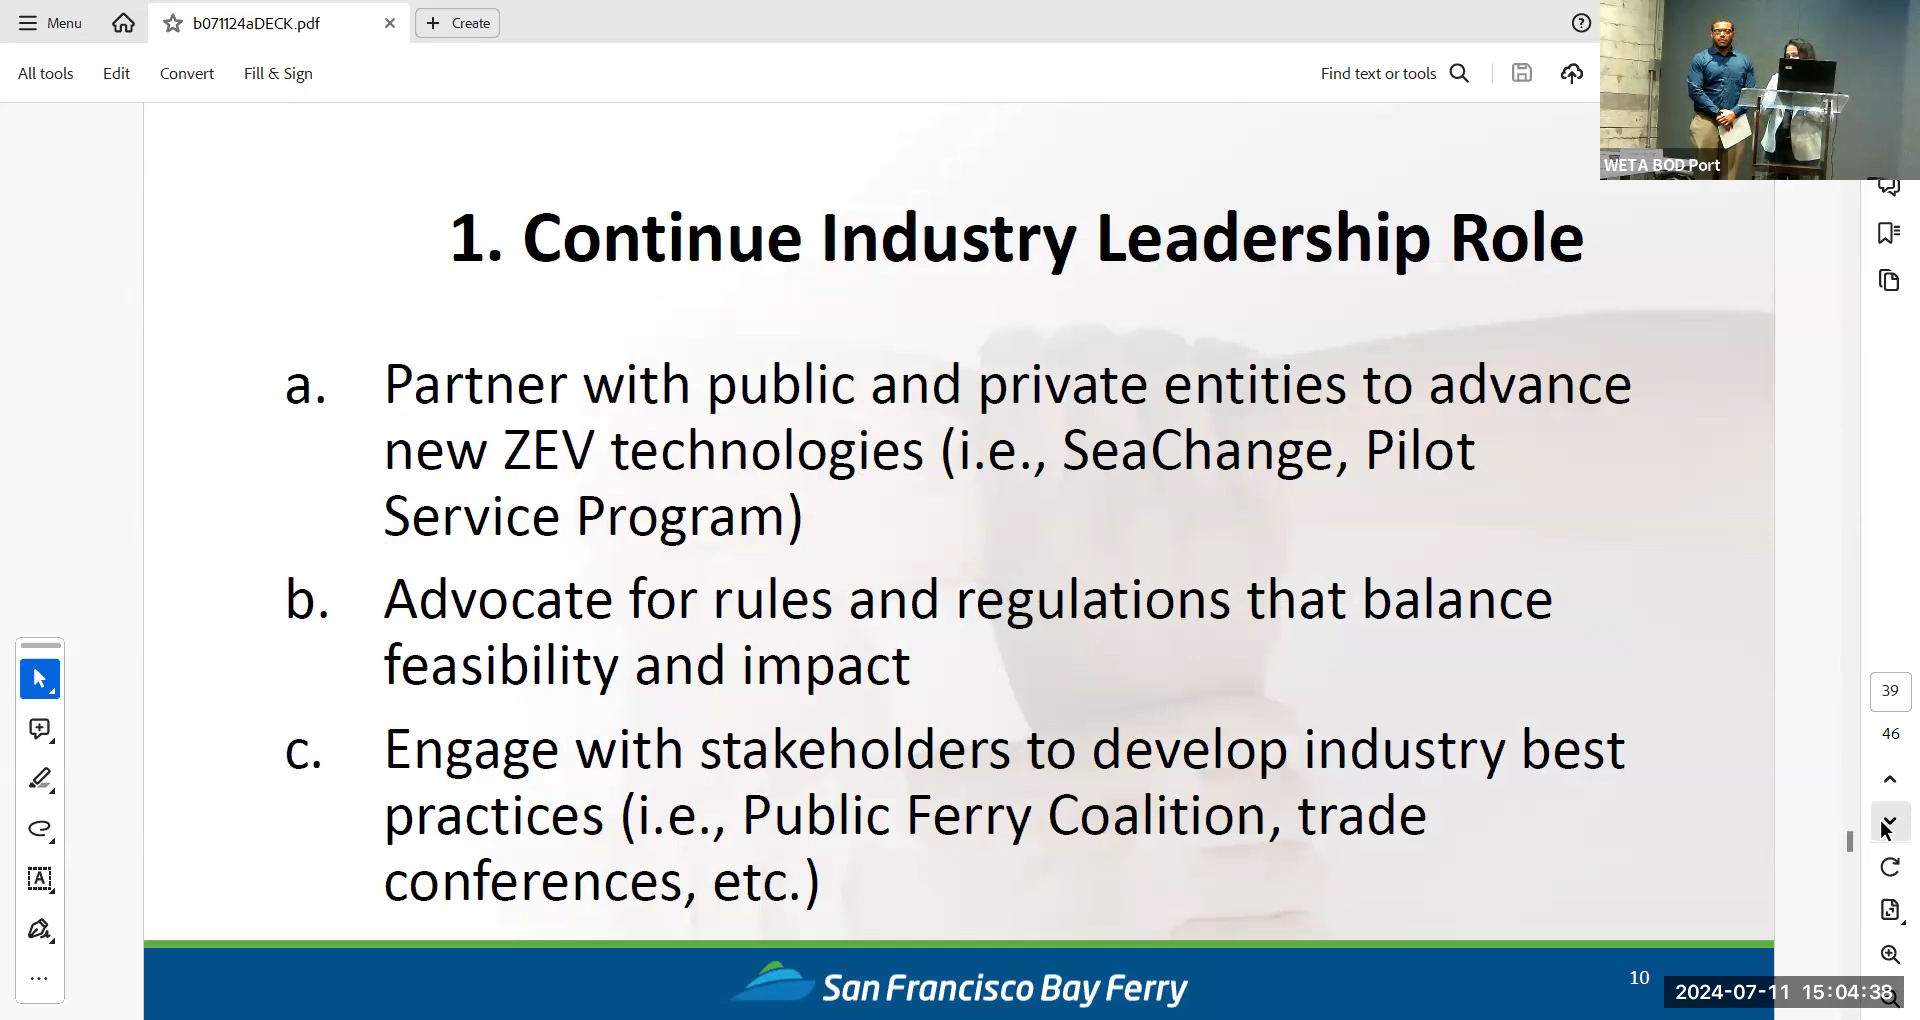 Menu
b071124aDECK.pdf
Create
All tools
Edit
Convert
Fill & Sign
Find text or tools
WETA BOD Port
1. Continue Industry Leadership Role
a. Partner with public and private entities to advance
new ZEV technologies (i.e., SeaChange, Pilot
Service Program)
b. Advocate for rules and regulations that balance
feasibility and impact
c. Engage with stakeholders to develop industry best
practices (i.e., Public Ferry Coalition, trade
conferences, etc.)
39
46
San Francisco Bay Ferry
10
2024-07-11 15:04:38